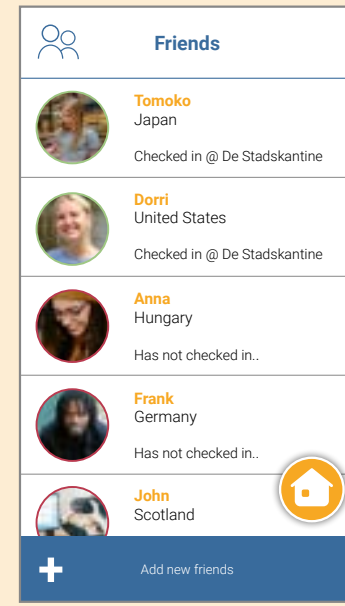 Friends
Tomoko
Japan
Checked in @ De Stadskantine
Dorri
United States
Checked in @ De Stadskantine
Anna
Hungary
Has not checked in..
Frank
Germany
Has not checked in..
John
Scotland
Add new friends